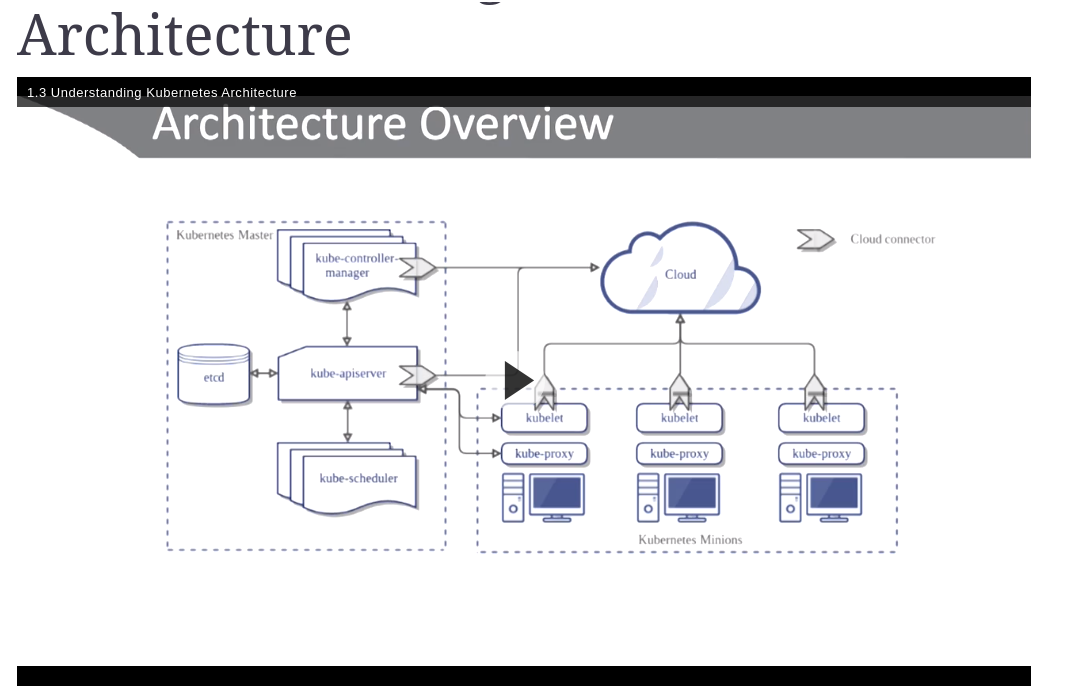 Architecture
1.3 Understanding Kubernetes Architecture
Architecture Overview
Kubernetes Master
kube-controller-
manager
Cloud
Cloud connector
etcd
kube-apiserver
kubelet
kubelet
kubelet
kube-proxy
kube-proxy
kube-proxy
kube-scheduler
Kubernetes Minions